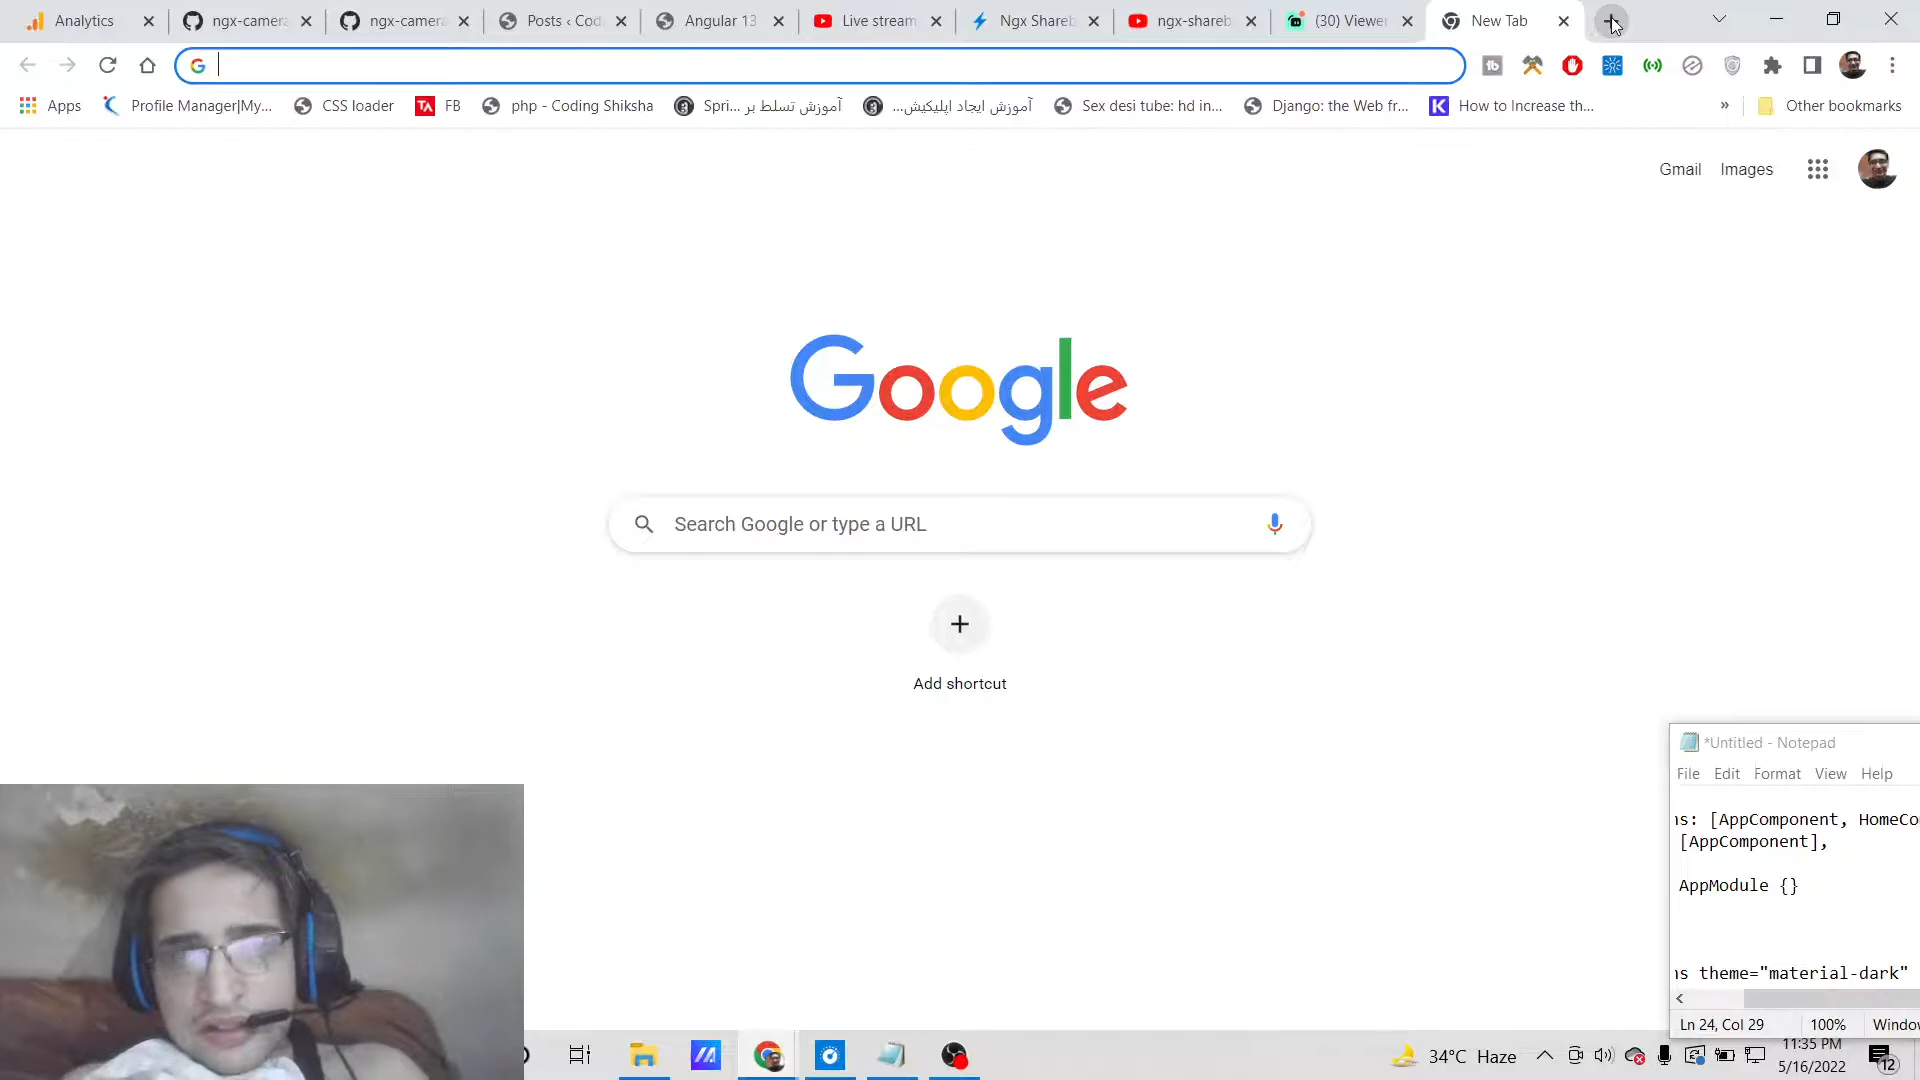 Analytics
ngx-camera
ngx-camera
Posts ‹ Cod
Angular 13
Live stream
Ngx Shareb
ngx-shareb
(30) Viewer
New Tab
Apps
Profile Manager|My...
CSS loader
TA FB
php - Coding Shiksha
آموزش تسلط بر Spri...
آموزش ایجاد اپلیکیش...
Sex desi tube: hd in...
Django: the Web fr...
K How to Increase th...
»
Other bookmarks
Gmail Images
Google
Search Google or type a URL
Add shortcut
*Untitled - Notepad
File Edit Format View Help
ns: [AppComponent, HomeCo
[AppComponent],
AppModule {}
ns theme="material-dark"
Ln 24, Col 29 100% Window
34°C Haze
11:35 PM
5/16/2022
12